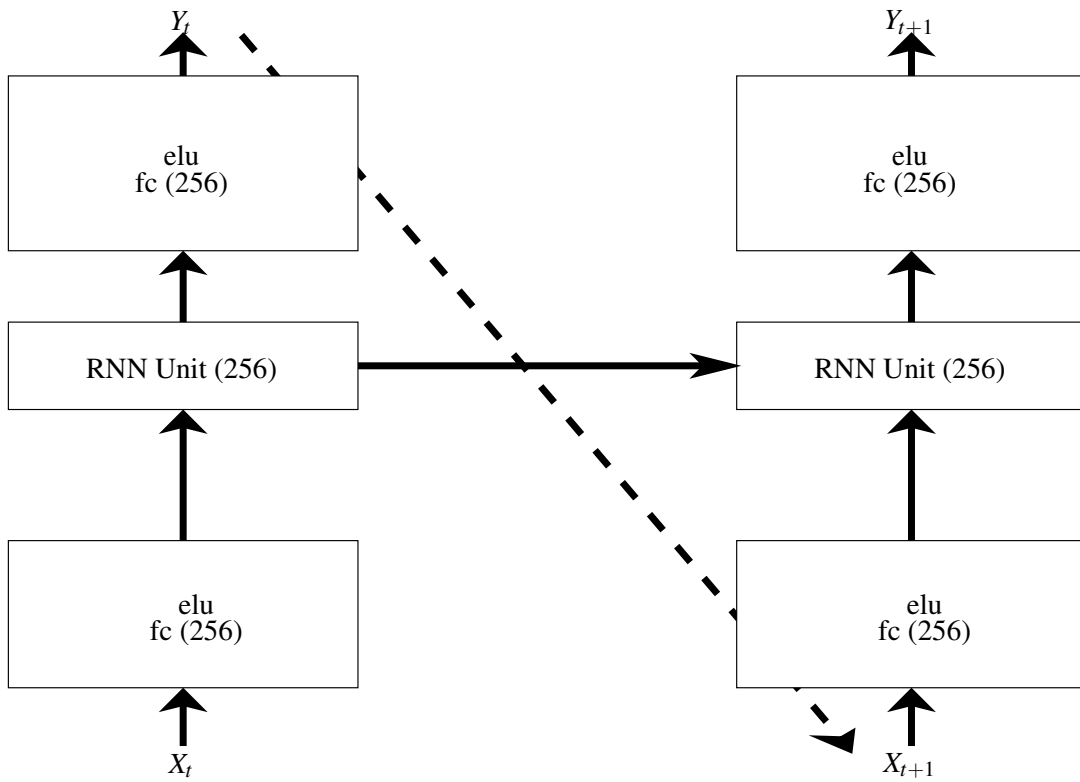 Y_t
Y_{t+1}
elu
fc (256)
elu
fc (256)
RNN Unit (256)
RNN Unit (256)
elu
fc (256)
elu
fc (256)
X_t
X_{t+1}